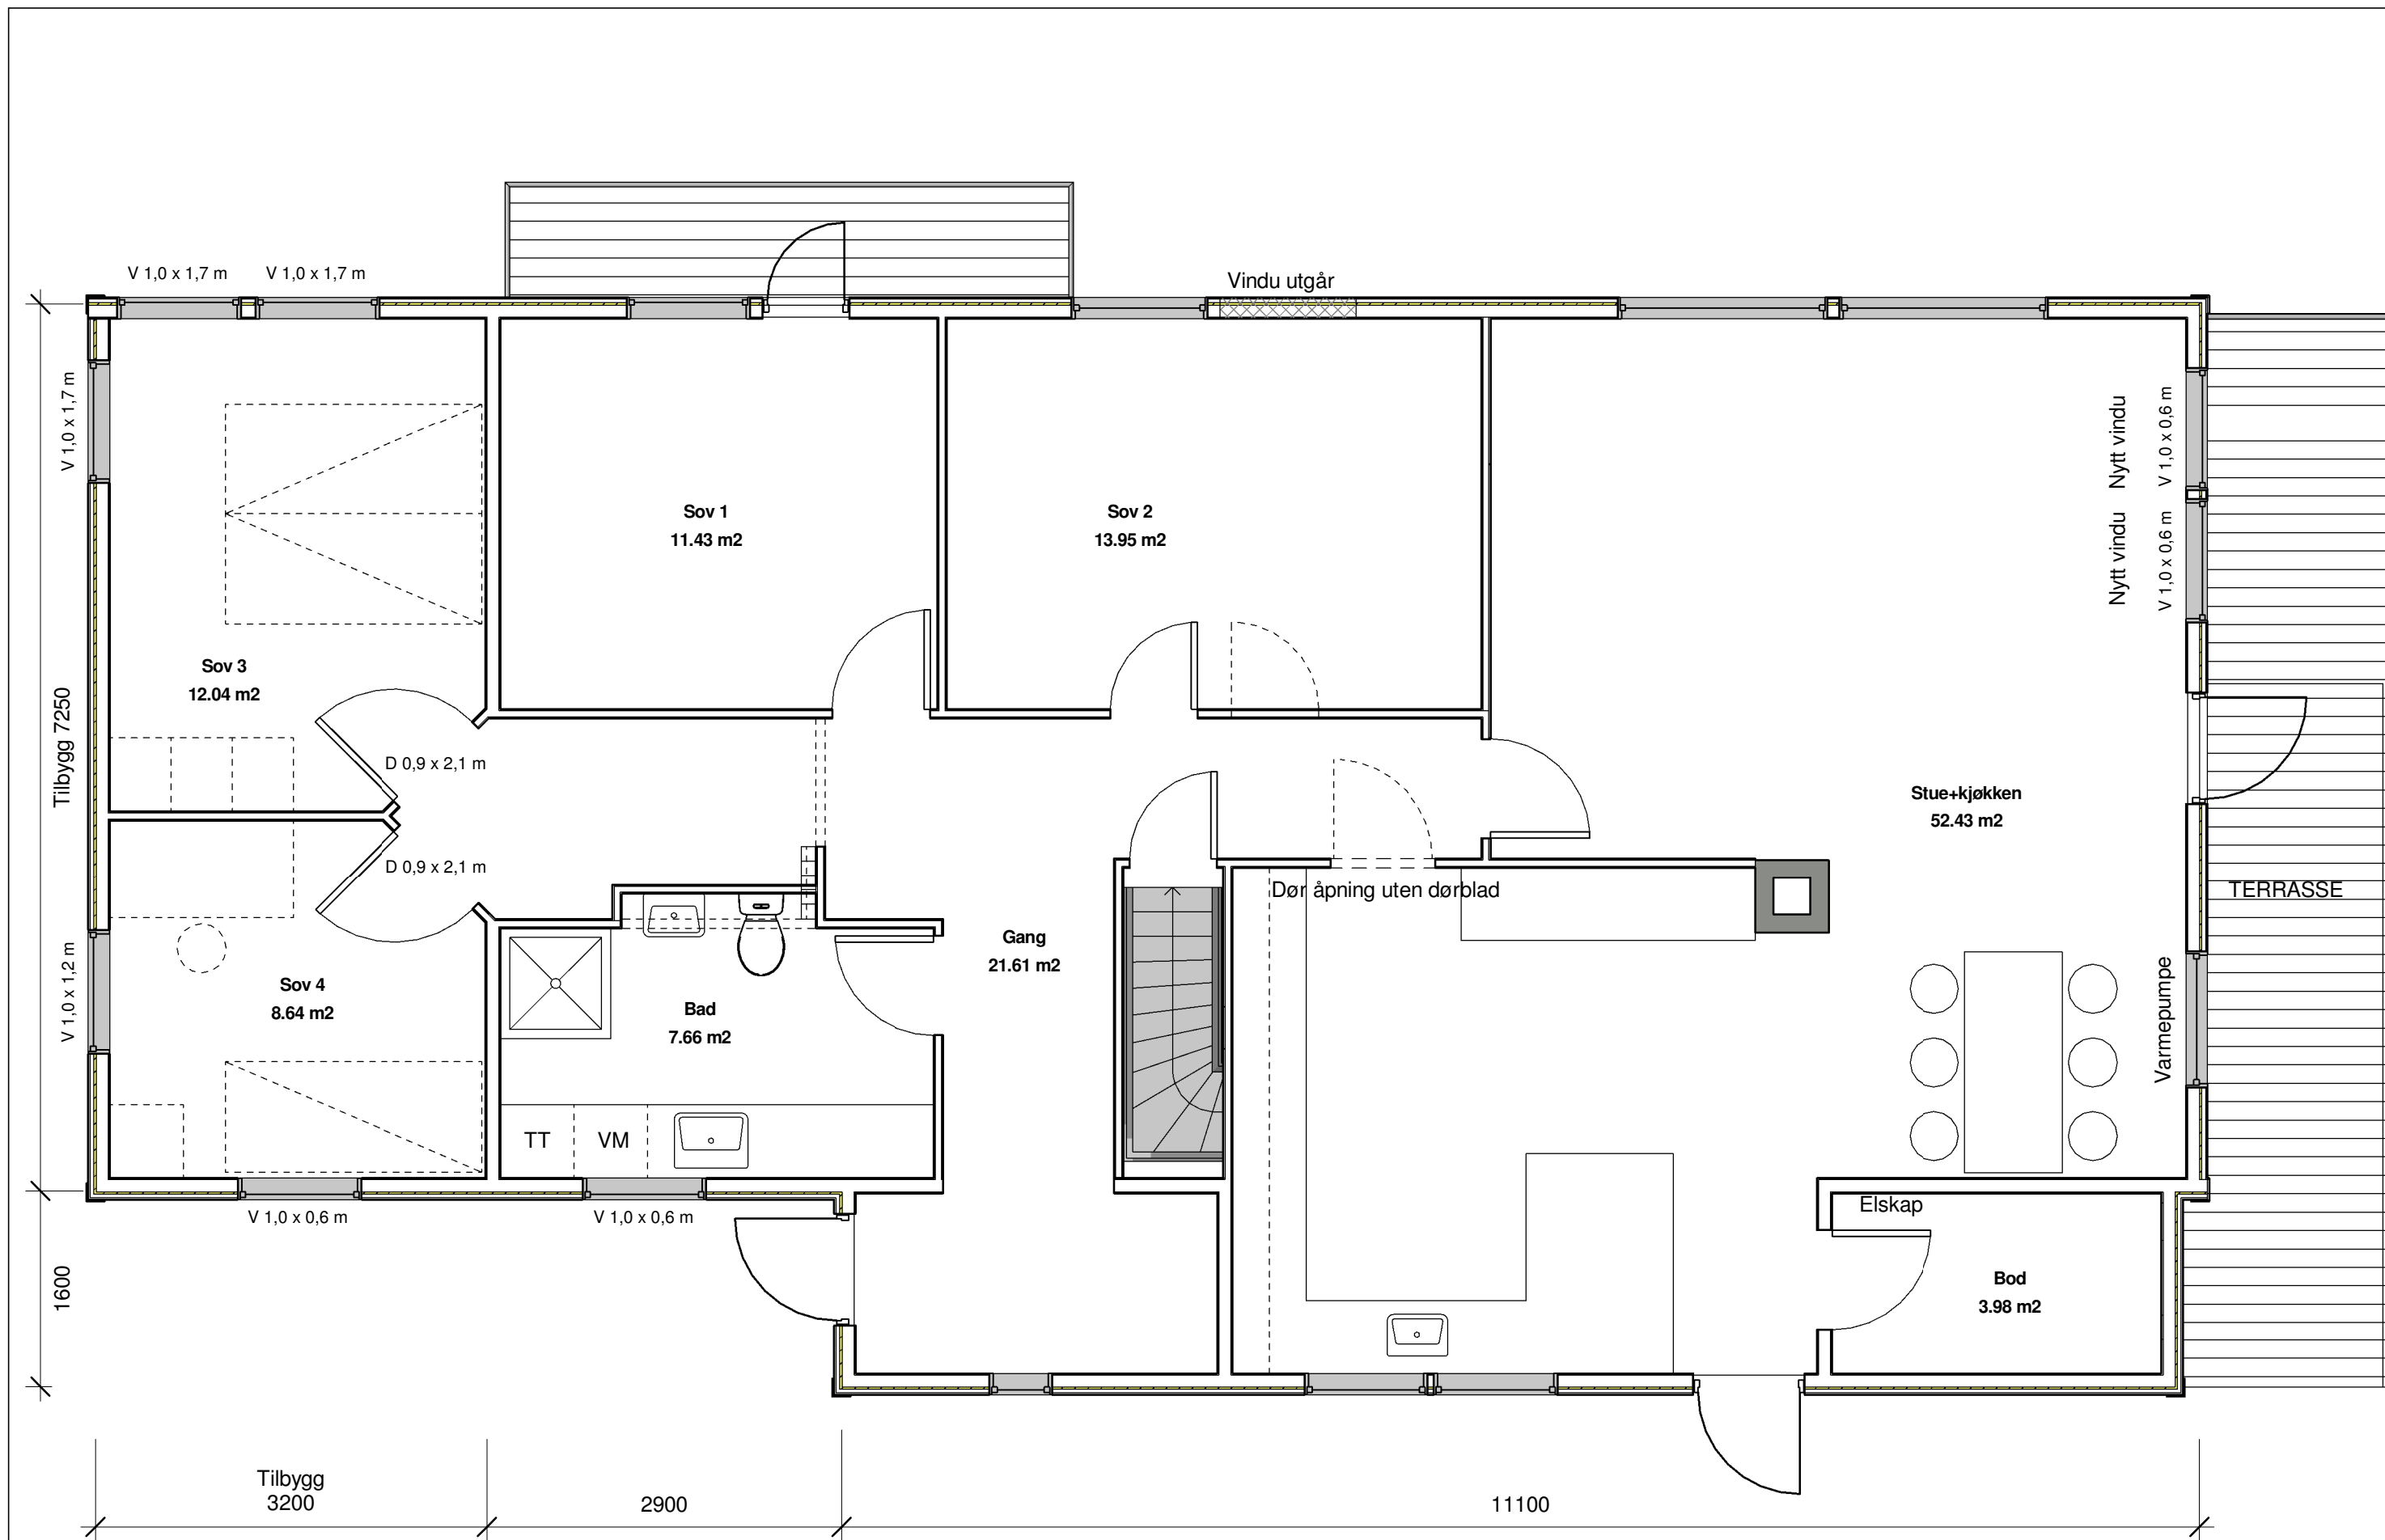 V 1,0 x 1,7 m
V 1,0 x 1,7 m
Vindu utgår
V 1,0 x 1,7 m
Nytt vindu
V 1,0 x 0,6 m
Sov 1
11.43 m2
Sov 2
13.95 m2
Nytt vindu
V 1,0 x 0,6 m
Sov 3
12.04 m2
Tilbygg 7250
D 0,9 x 2,1 m
Stue+kjøkken
52.43 m2
D 0,9 x 2,1 m
Dør åpning uten dørblad
TERRASSE
Gang
21.61 m2
V 1,0 x 1,2 m
Sov 4
8.64 m2
Bad
7.66 m2
Varmepumpe
TT
VM
V 1,0 x 0,6 m
V 1,0 x 0,6 m
Elskap
1600
Bod
3.98 m2
Tilbygg
3200
2900
11100